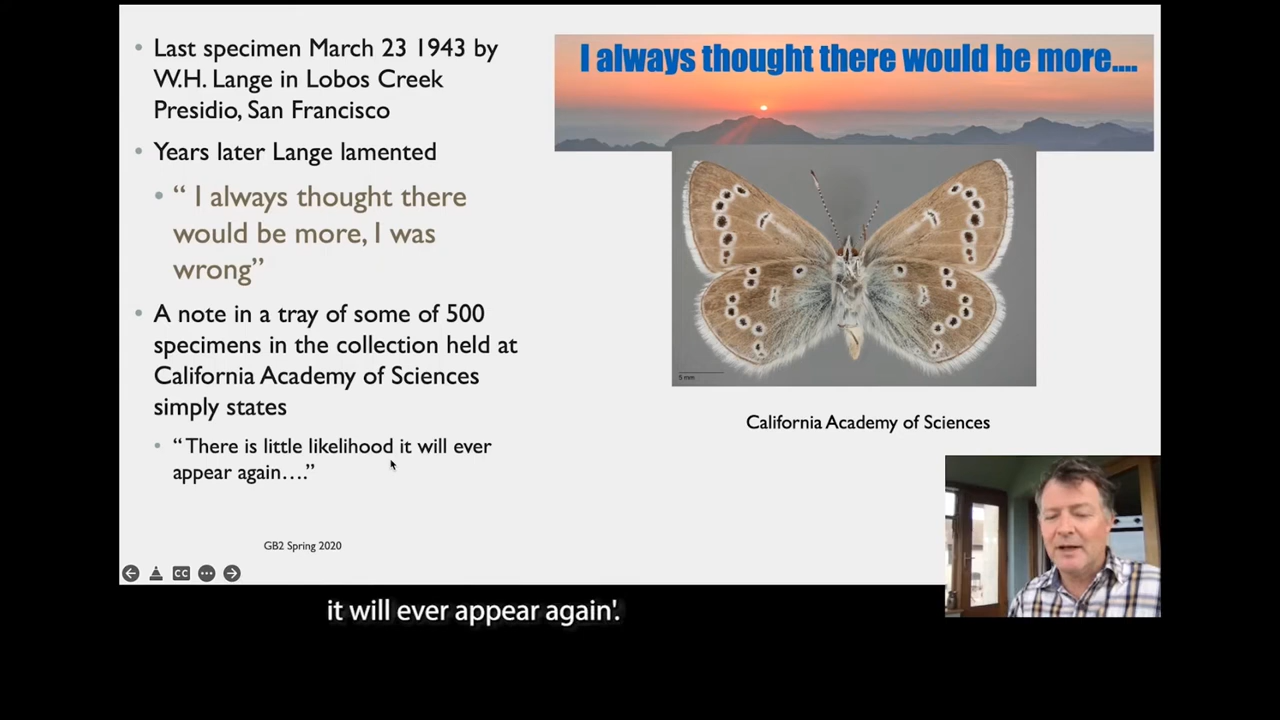 Last specimen March 23 1943 by
W.H. Lange in Lobos Creek
Presidio, San Francisco
Years later Lange lamented
“ I always thought there
would be more, I was
wrong”
A note in a tray of some of 500
specimens in the collection held at
California Academy of Sciences
simply states
“ There is little likelihood it will ever
appear again….”
GB2 Spring 2020
CC
I always thought there would be more....
5 mm
California Academy of Sciences
it will ever appear again'.